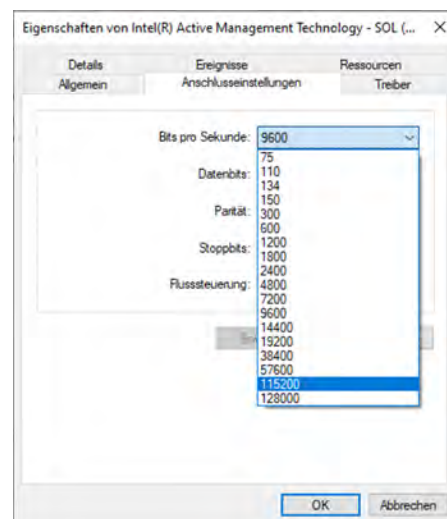 Eigenschaften von Intel(R) Active Management Technology - SOL (...
Details Ereignisse Ressourcen
Allgemein Anschlusseinstellungen Treiber
Bits pro Sekunde: 9600
75
110
134
150
300
600
1200
1800
2400
4800
7200
9600
14400
19200
38400
57600
115200
128000
Datenbits:
Parität:
Stoppbits:
Flusssteuerung:
OK Abbrechen